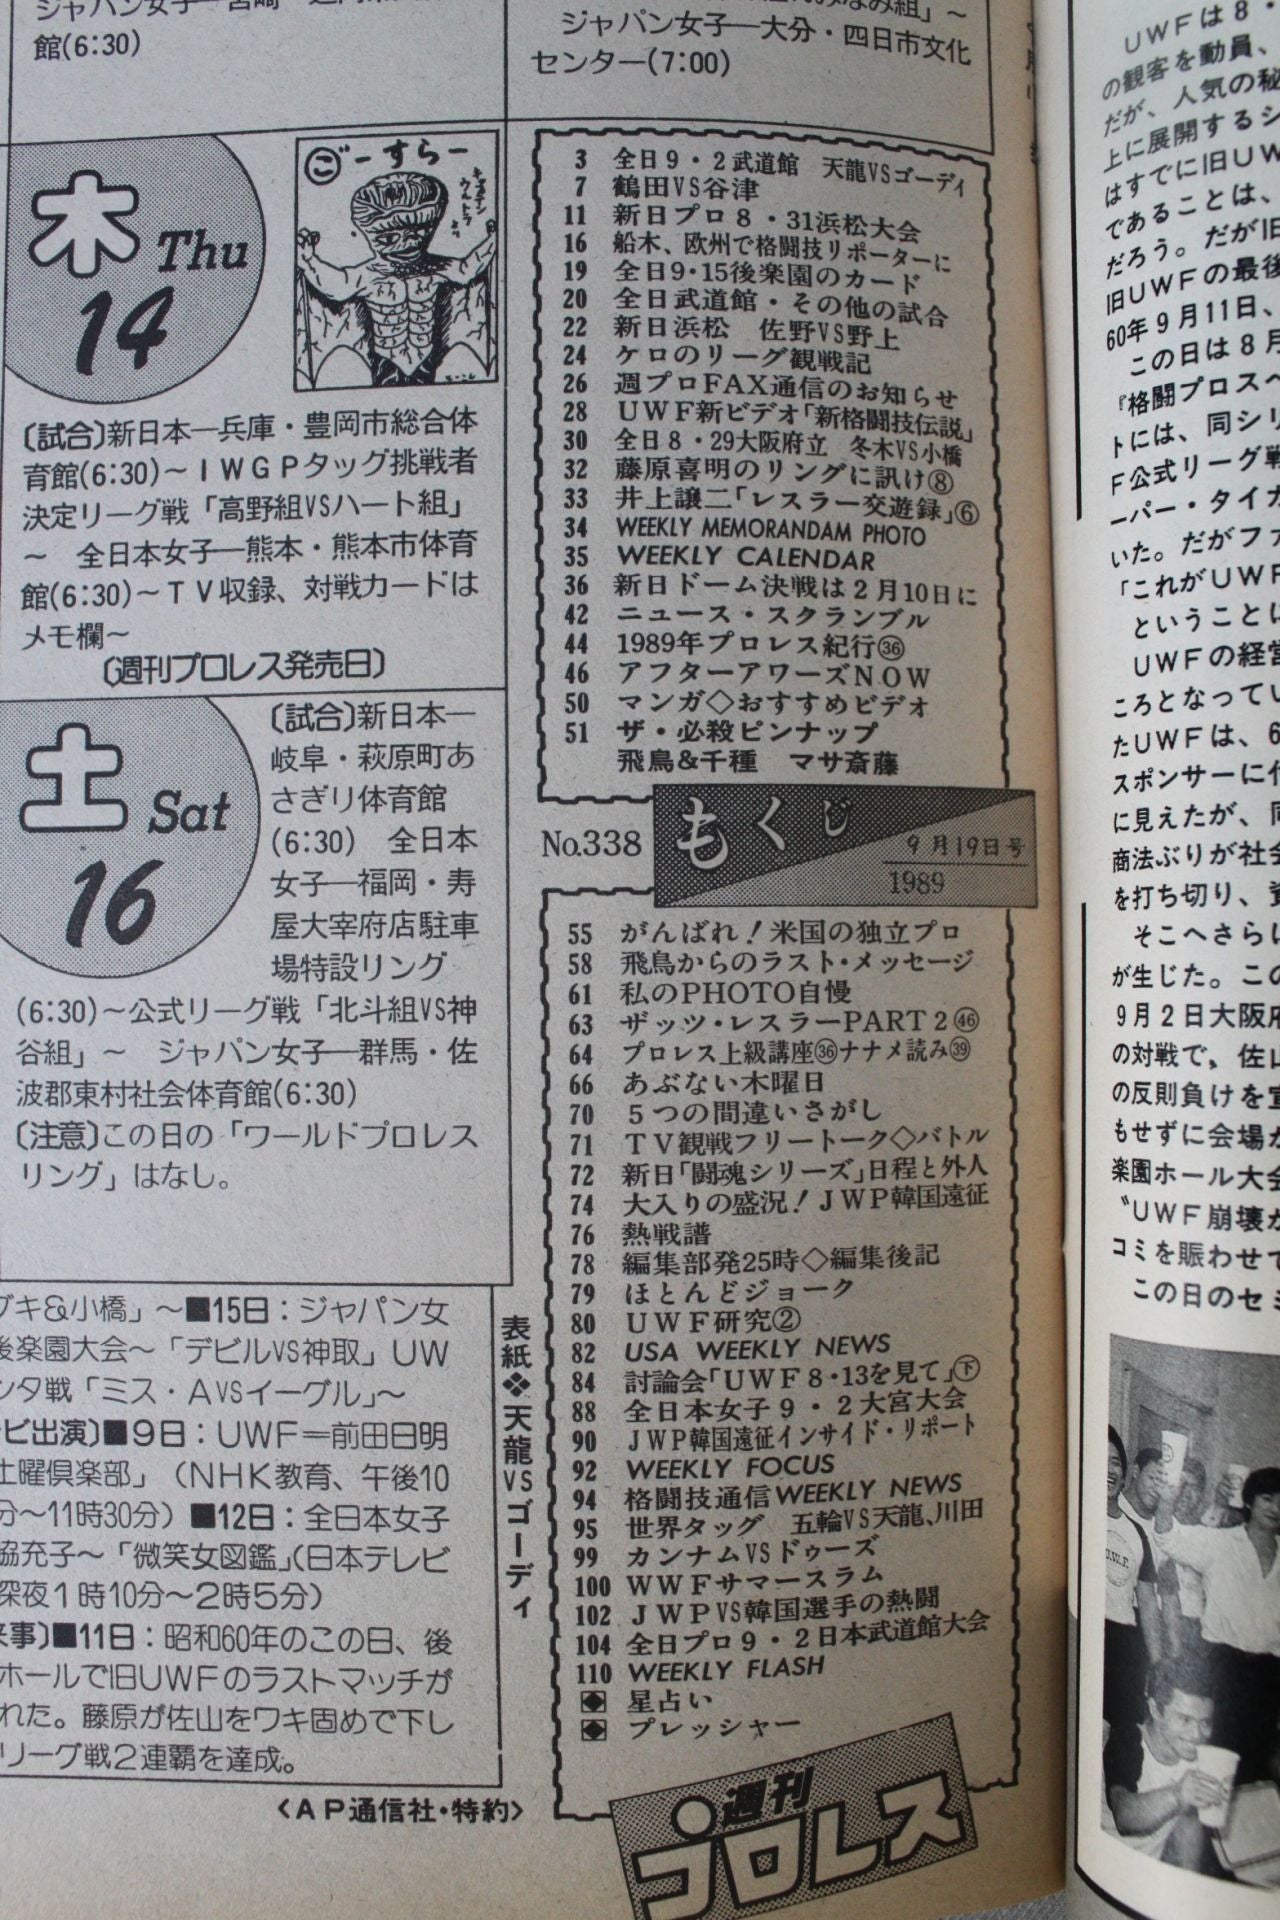 館(6:30)
ジャパン女子―大分・四日市文化
センター(7:00)
木 Thu
14
ごーすらー
〔試合〕新日本―兵庫・豊岡市総合体
育館(6:30)～IWGPタッグ挑戦者
決定リーグ戦「高野組VSハート組」
～　全日本女子―熊本・熊本市体育
館(6:30)～TV収録、対戦カードは
メモ欄～
〔週刊プロレス発売日〕
土 Sat
16
〔試合〕新日本―
岐阜・萩原町あ
さぎり体育館
(6:30)　全日本
女子―福岡・寿
屋大宰府店駐車
場特設リング
(6:30)～公式リーグ戦「北斗組VS神
谷組」～　ジャパン女子―群馬・佐
波郡東村社会体育館(6:30)
〔注意〕この日の「ワールドプロレス
リング」はなし。
ブキ&小橋」～■15日：ジャパン女
後楽園大会～「デビルVS神取」UW
ンタ戦「ミス・AVSイーグル」～
ビ出演〕■9日：UWF＝前田日明
土曜倶楽部」（NHK教育、午後10
分～11時30分）■12日：全日本女子
脇充子～「微笑女図鑑」（日本テレビ
深夜1時10分～2時5分）
来事〕■11日：昭和60年のこの日、後
ホールで旧UWFのラストマッチが
れた。藤原が佐山をワキ固めで下し
リーグ戦2連覇を達成。
〈AP通信社・特約〉
3 全日9・2武道館　天龍VSゴーディ
7 鶴田VS谷津
11 新日プロ8・31浜松大会
16 船木、欧州で格闘技リポーターに
19 全日9・15後楽園のカード
20 全日武道館・その他の試合
22 新日浜松　佐野VS野上
24 ケロのリーグ観戦記
26 週プロFAX通信のお知らせ
28 UWF新ビデオ「新格闘技伝説」
30 全日8・29大阪府立　冬木VS小橋
32 藤原喜明のリングに訊け⑧
33 井上譲二「レスラー交遊録」⑥
34 WEEKLY MEMORANDAM PHOTO
35 WEEKLY CALENDAR
36 新日ドーム決戦は2月10日に
42 ニュース・スクランブル
44 1989年プロレス紀行㊱
46 アフターアワーズNOW
50 マンガ◇おすすめビデオ
51 ザ・必殺ピンナップ
飛鳥&千種　マサ斎藤
No.338
もくじ
9月19日号
1989
55 がんばれ！米国の独立プロ
58 飛鳥からのラスト・メッセージ
61 私のPHOTO自慢
63 ザッツ・レスラーPART2㊻
64 プロレス上級講座㊱ナナメ読み㊴
66 あぶない木曜日
70 5つの間違いさがし
71 TV観戦フリートーク◇バトル
72 新日「闘魂シリーズ」日程と外人
74 大入りの盛況！JWP韓国遠征
76 熱戦譜
78 編集部発25時◇編集後記
79 ほとんどジョーク
80 UWF研究②
82 USA WEEKLY NEWS
84 討論会「UWF8・13を見て」㊦
88 全日本女子9・2大宮大会
90 JWP韓国遠征インサイド・リポート
92 WEEKLY FOCUS
94 格闘技通信WEEKLY NEWS
95 世界タッグ　五輪VS天龍、川田
99 カンナムVSドゥーズ
100 WWFサマースラム
102 JWPVS韓国選手の熱闘
104 全日プロ9・2日本武道館大会
110 WEEKLY FLASH
◆ 星占い
◆ プレッシャー
表紙❖天龍VSゴーディ
週刊
プロレス
UWFは8・
の観客を動員、
だが、人気の秘
上に展開するシ
はすでに旧UW
であることは、
だろう。だが旧
旧UWFの最後
60年9月11日、
この日は8月
『格闘プロスペ
トには、同シリ
F公式リーグ戦
ーパー・タイガ
いた。だがファ
「これがUWF
ということに
UWFの経営
ころとなってい
たUWFは、6
スポンサーに付
に見えたが、同
商法ぶりが社会
を打ち切り、資
そこへさらに
が生じた。この
9月2日大阪府
の対戦で、佐山
の反則負けを宣
もせずに会場か
楽園ホール大会
〝UWF崩壊か
コミを賑わせて
この日のセミ